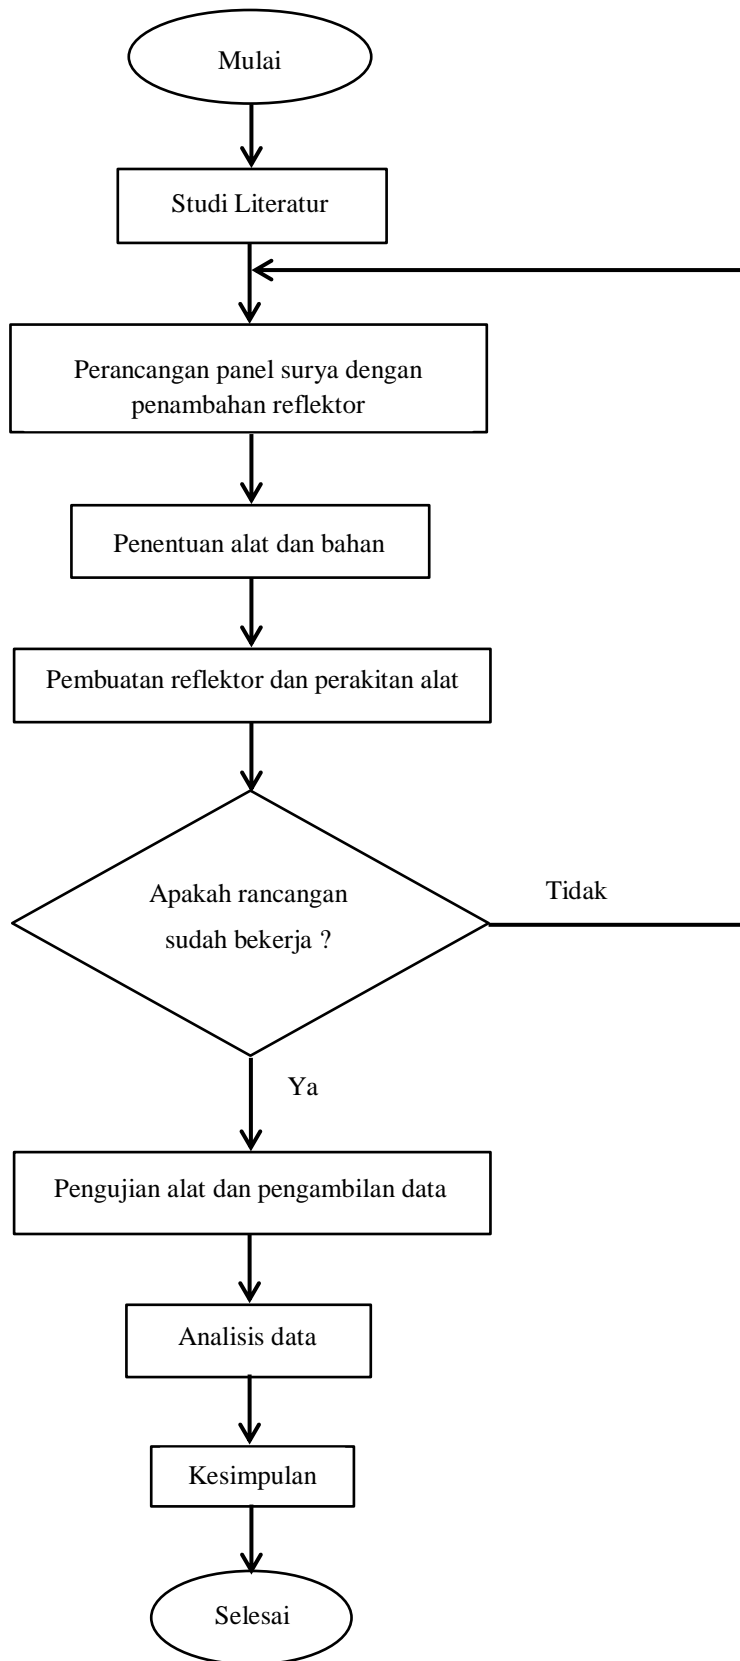 Mulai
Studi Literatur
Perancangan panel surya dengan
penambahan reflektor
Penentuan alat dan bahan
Pembuatan reflektor dan perakitan alat
Apakah rancangan
sudah bekerja ?
Tidak
Ya
Pengujian alat dan pengambilan data
Analisis data
Kesimpulan
Selesai